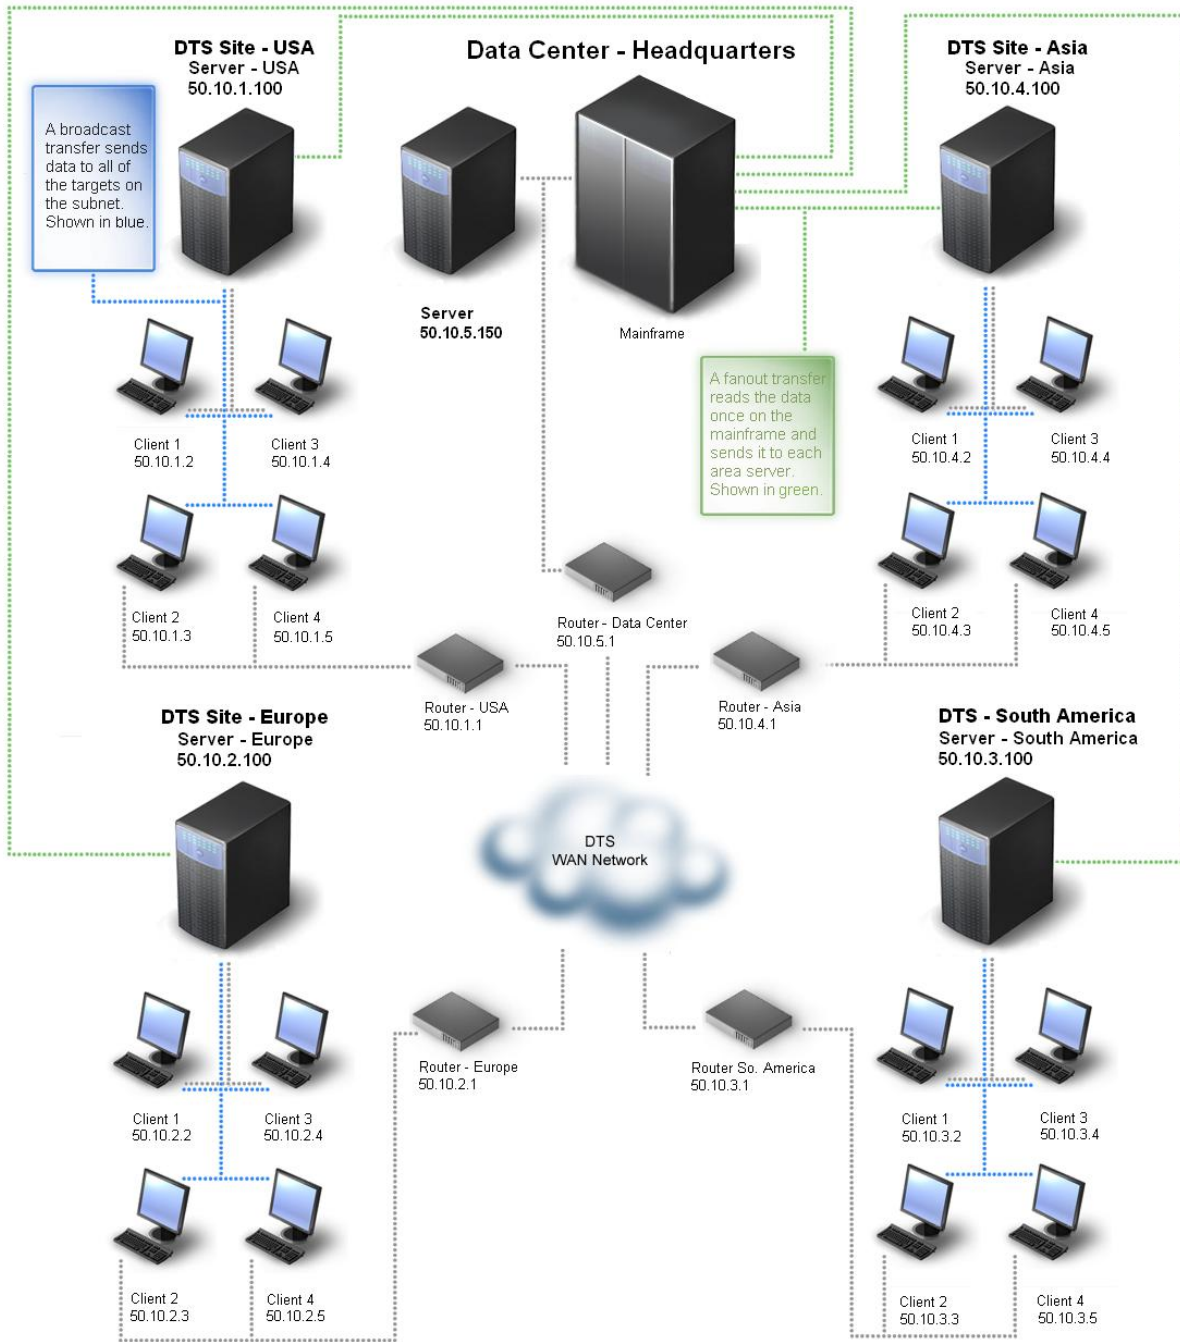 DTS Site - USA
Server - USA
50.10.1.100
Data Center - Headquarters
DTS Site - Asia
Server - Asia
50.10.4.100
A broadcast
transfer sends
data to all of
the targets on
the subnet.
Shown in blue.
Server
50.10.5.150
Mainframe
A fanout transfer
reads the data
once on the
mainframe and
sends it to each
area server.
Shown in green.
Client 1
50.10.1.2
Client 3
50.10.1.4
Client 1
50.10.4.2
Client 3
50.10.4.4
Client 2
50.10.1.3
Client 4
50.10.1.5
Router - Data Center
50.10.5.1
Client 2
50.10.4.3
Client 4
50.10.4.5
Router - USA
50.10.1.1
Router - Asia
50.10.4.1
DTS Site - Europe
Server - Europe
50.10.2.100
DTS - South America
Server - South America
50.10.3.100
DTS
WAN Network
Router - Europe
50.10.2.1
Router So. America
50.10.3.1
Client 1
50.10.2.2
Client 3
50.10.2.4
Client 1
50.10.3.2
Client 3
50.10.3.4
Client 2
50.10.2.3
Client 4
50.10.2.5
Client 2
50.10.3.3
Client 4
50.10.3.5